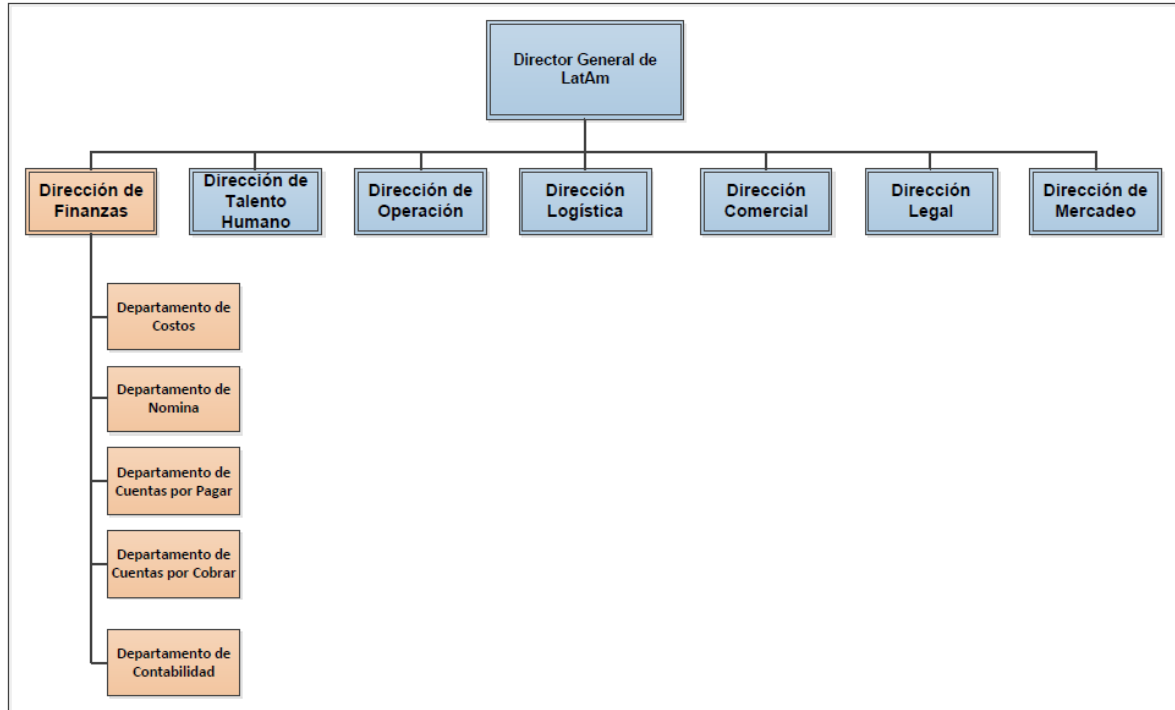 Director General de
LatAm
Dirección de
Finanzas
Dirección de
Talento
Humano
Dirección de
Operación
Dirección
Logística
Dirección
Comercial
Dirección
Legal
Dirección de
Mercadeo
Departamento de
Costos
Departamento de
Nomina
Departamento de
Cuentas por Pagar
Departamento de
Cuentas por Cobrar
Departamento de
Contabilidad